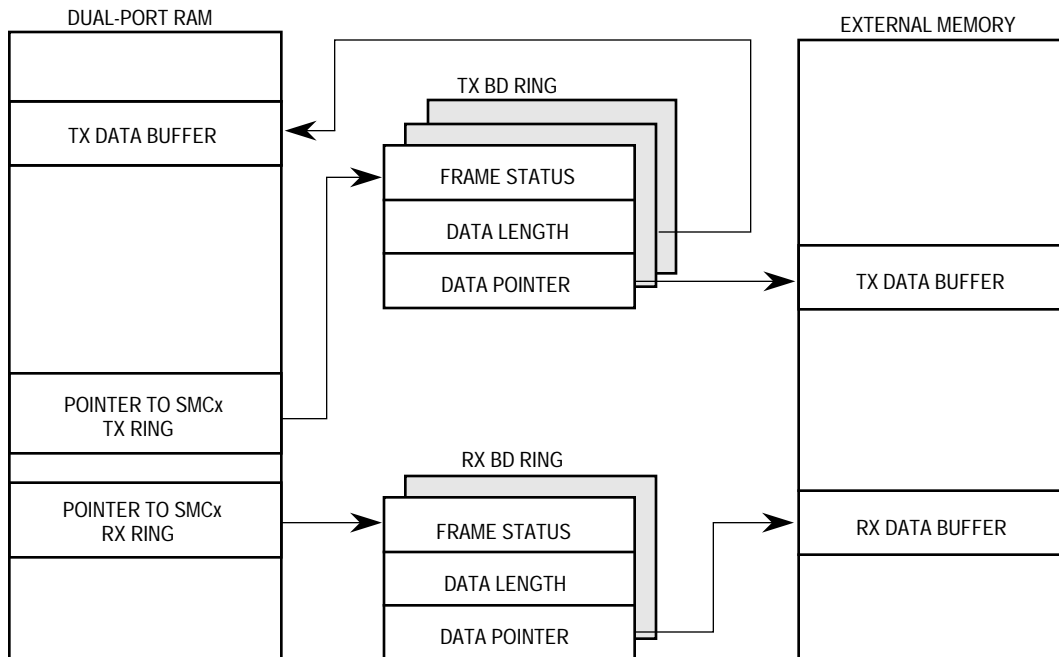 DUAL-PORT RAM
EXTERNAL MEMORY
TX BD RING
TX DATA BUFFER
FRAME STATUS
DATA LENGTH
DATA POINTER
TX DATA BUFFER
POINTER TO SMCx
TX RING
RX BD RING
POINTER TO SMCx
RX RING
FRAME STATUS
DATA LENGTH
DATA POINTER
RX DATA BUFFER